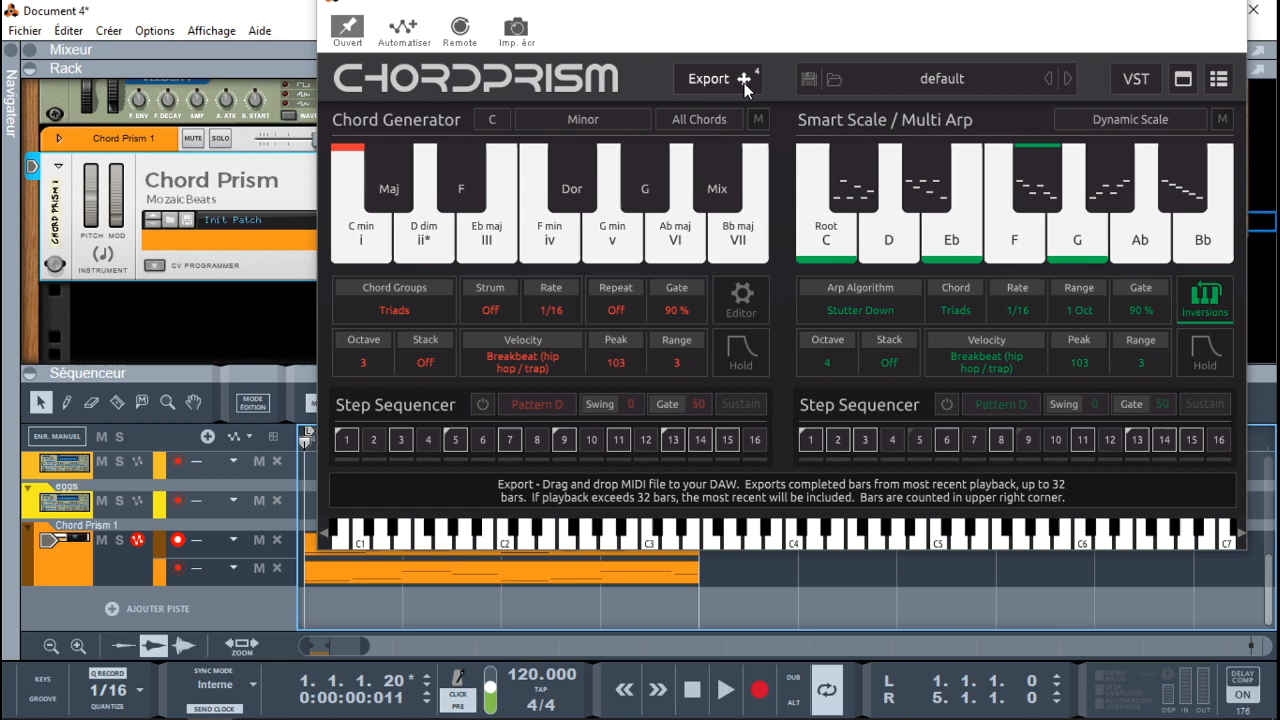 Document 4*
Fichier Éditer Créer Options Affichage Aide
Mixeur
Rack
Navigateur
F. ENV F. DECAY AMP A. ATK B. START
Chord Prism 1 MUTE SOLO
CHORD PRISM 1
Chord Prism
MozaicBeats
Init Patch
PITCH MOD
INSTRUMENT
CV PROGRAMMER
Séquenceur
MODE ÉDITION
ENR. MANUEL M S
M S M
eggs
M S M
Chord Prism 1
M S M
M
AJOUTER PISTE
ZOOM
Ouvert Automatiser Remote Imp. écr
CHORDPRISM Export 4 default VST
Chord Generator C Minor All Chords M
Maj F Dor G Mix
C min D dim Eb maj F min G min Ab maj Bb maj
i ii* III iv v VI VII
Chord Groups Strum Rate Repeat Gate
Triads Off 1/16 Off 90 % Editor
Octave Stack Velocity Peak Range
3 Off Breakbeat (hip hop / trap) 103 3 Hold
Step Sequencer Pattern D Swing 0 Gate 50 Sustain
1 2 3 4 5 6 7 8 9 10 11 12 13 14 15 16
Smart Scale / Multi Arp Dynamic Scale M
Root
C D Eb F G Ab Bb
Arp Algorithm Chord Rate Range Gate
Stutter Down Triads 1/16 1 Oct 90 % Inversions
Octave Stack Velocity Peak Range
4 Off Breakbeat (hip hop / trap) 103 3 Hold
Step Sequencer Pattern D Swing 0 Gate 50 Sustain
1 2 3 4 5 6 7 8 9 10 11 12 13 14 15 16
Export - Drag and drop MIDI file to your DAW. Exports completed bars from most recent playback, up to 32
bars. If playback exceeds 32 bars, the most recent will be included. Bars are counted in upper right corner.
C1 C2 C3 C4 C5 C6 C7
KEYS
GROOVE
Q RECORD
1/16
QUANTIZE
SYNC MODE
Interne
SEND CLOCK
1. 1. 1. 20 *
0:00:00:011
CLICK
PRE
120.000
TAP
4/4
DUB
ALT
L 1. 1. 1. 0
R 5. 1. 1. 0
DSP IN OUT
DELAY COMP
ON
176